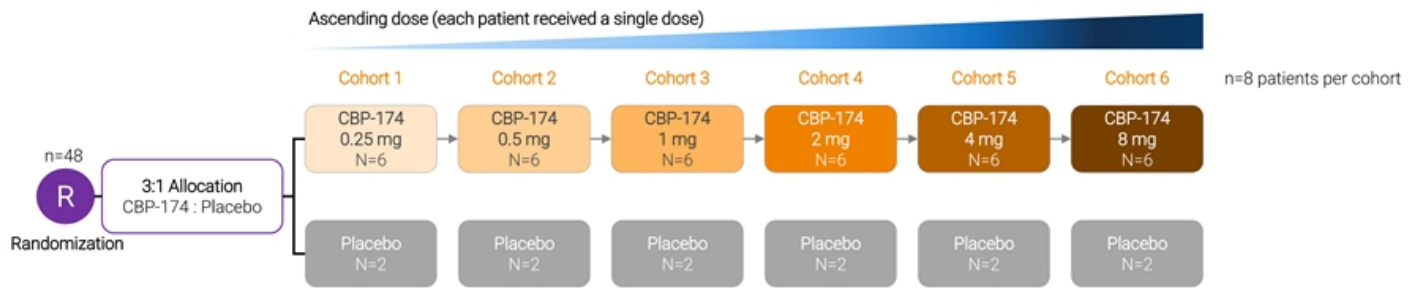 Ascending dose (each patient received a single dose)
Cohort 1
Cohort 2
Cohort 3
Cohort 4
Cohort 5
Cohort 6
n=8 patients per cohort
CBP-174
0.25 mg
N=6
CBP-174
0.5 mg
N=6
CBP-174
1 mg
N=6
CBP-174
2 mg
N=6
CBP-174
4 mg
N=6
CBP-174
8 mg
N=6
n=48
R
Randomization
3:1 Allocation
CBP-174 : Placebo
Placebo
N=2
Placebo
N=2
Placebo
N=2
Placebo
N=2
Placebo
N=2
Placebo
N=2